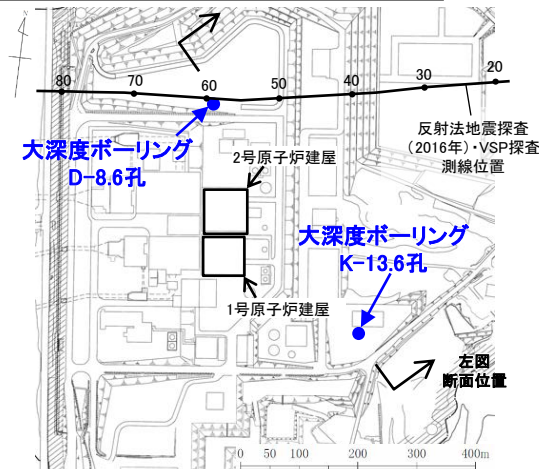 80 70 60 50 40 30 20
反射法地震探査
(2016年)・VSP探査
測線位置
大深度ボーリング
D-8.6孔
2号原子炉建屋
大深度ボーリング
K-13.6孔
1号原子炉建屋
左図
断面位置
0 50 100 200 300 400m